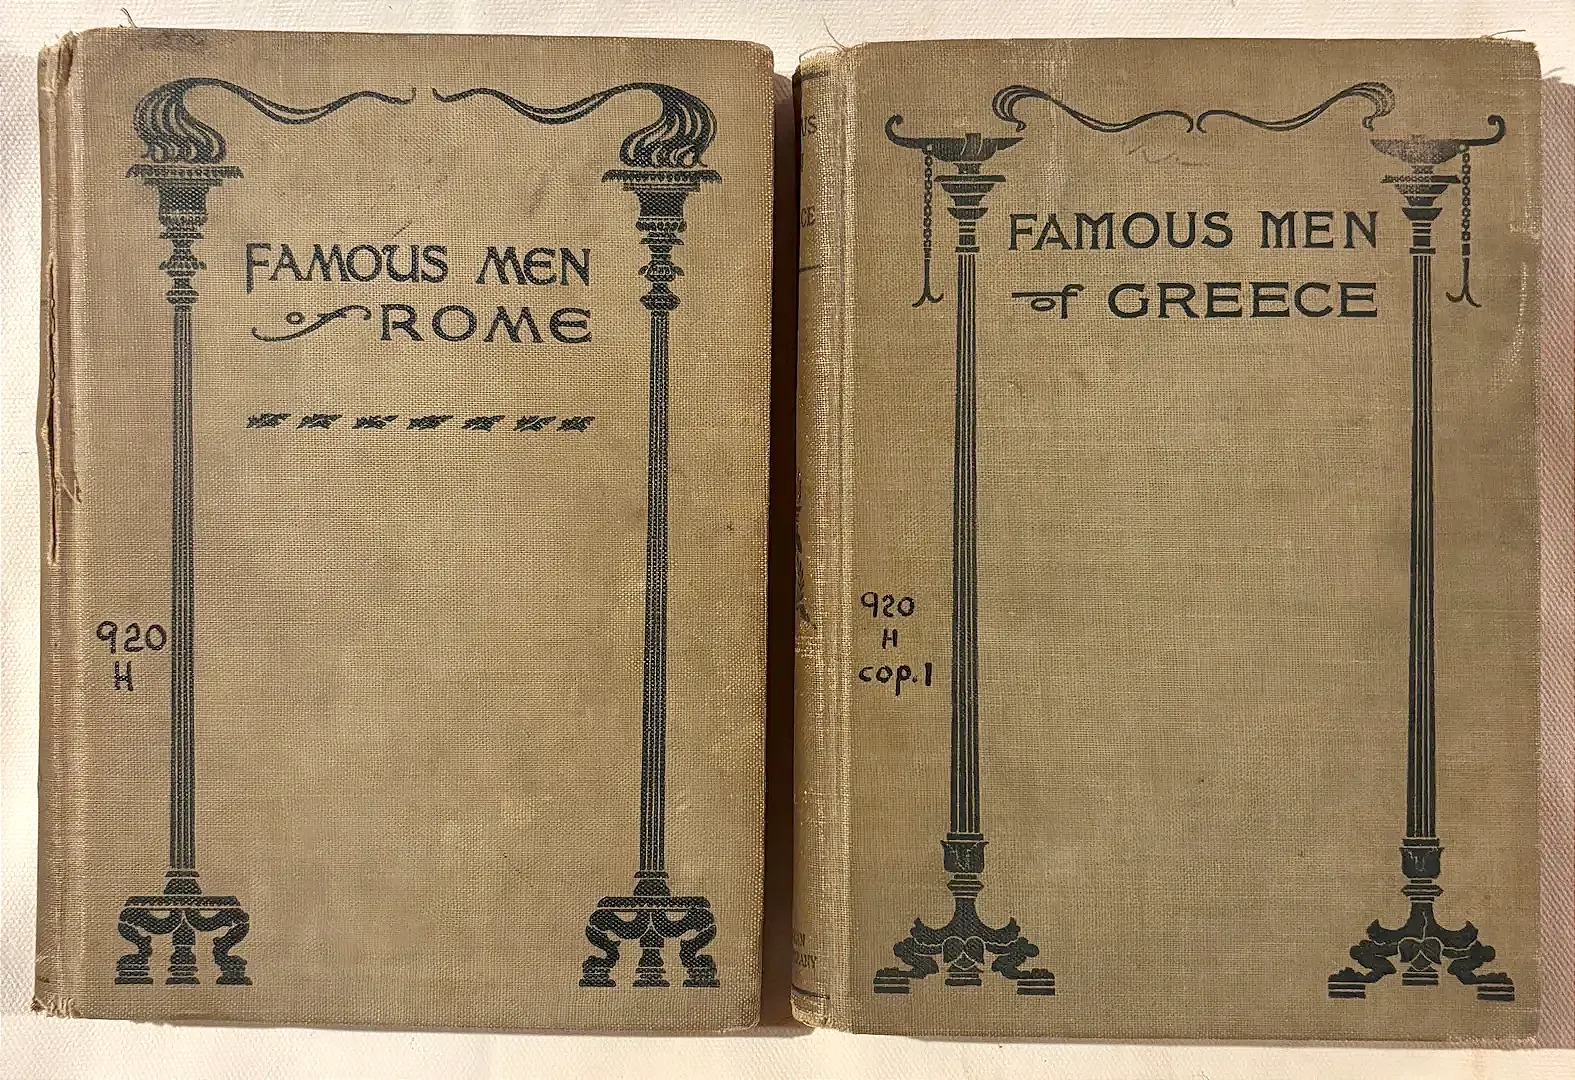 FAMOUS MEN
of ROME
920
H
FAMOUS MEN
of GREECE
920
H
cop.1